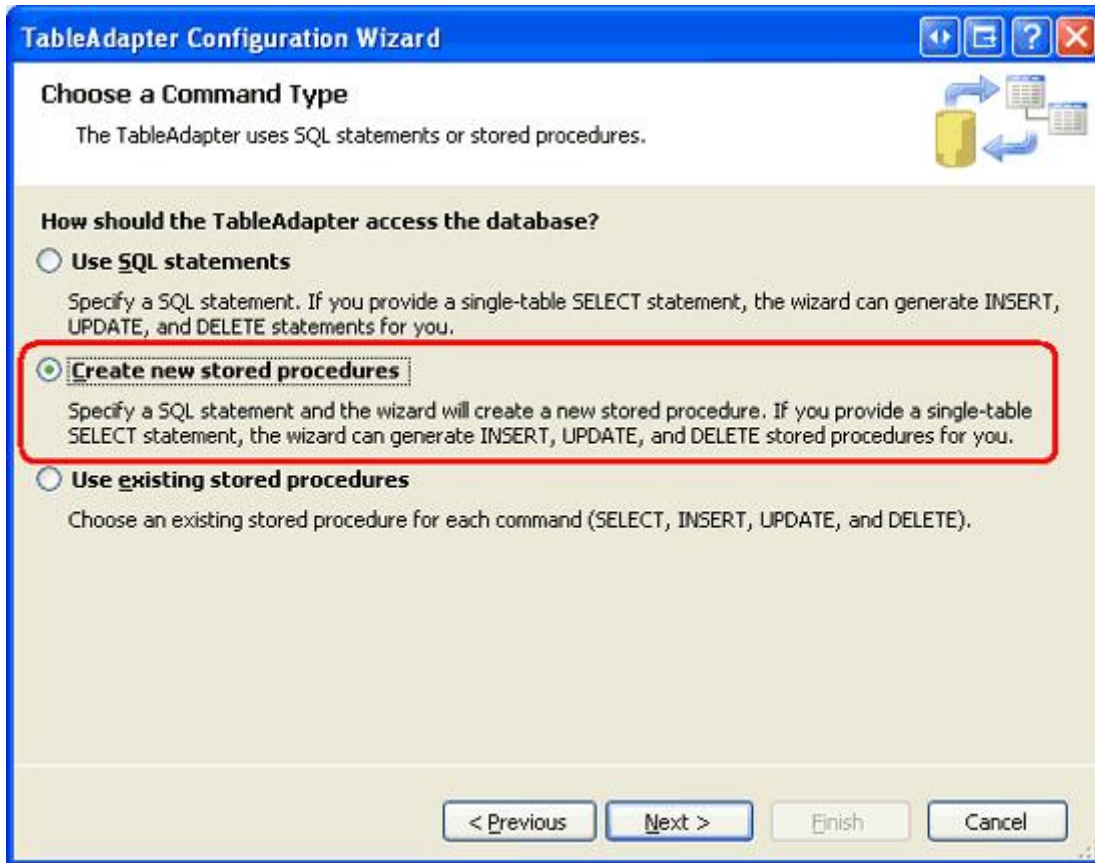 TableAdapter Configuration Wizard
Choose a Command Type
The TableAdapter uses SQL statements or stored procedures.
How should the TableAdapter access the database?
Use SQL statements
Specify a SQL statement. If you provide a single-table SELECT statement, the wizard can generate INSERT,
UPDATE, and DELETE statements for you.
Create new stored procedures
Specify a SQL statement and the wizard will create a new stored procedure. If you provide a single-table
SELECT statement, the wizard can generate INSERT, UPDATE, and DELETE stored procedures for you.
Use existing stored procedures
Choose an existing stored procedure for each command (SELECT, INSERT, UPDATE, and DELETE).
< Previous Next > Finish Cancel